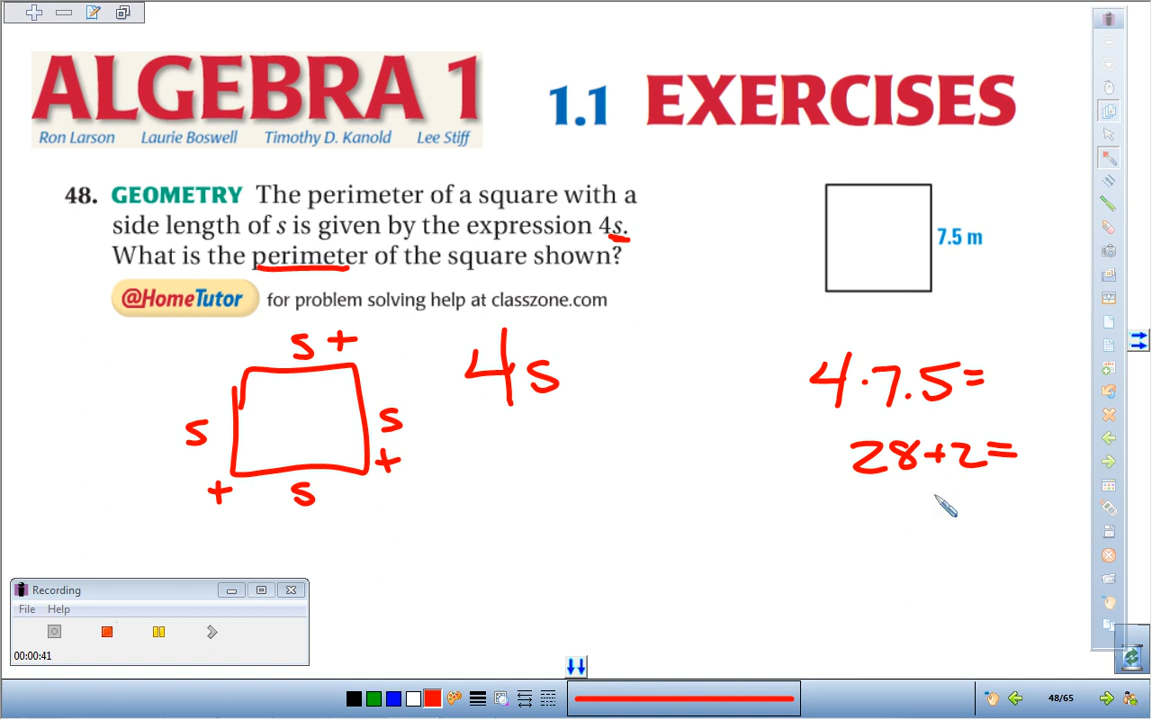 ALGEBRA 1
Ron Larson Laurie Boswell Timothy D. Kanold Lee Stiff
1.1 EXERCISES
48. GEOMETRY The perimeter of a square with a
side length of s is given by the expression 4s.
What is the perimeter of the square shown?
@HomeTutor for problem solving help at classzone.com
7.5 m
s +
s
s
+
+
s
4s
4·7.5=
28+2=
Recording
File Help
00:00:41
48/65